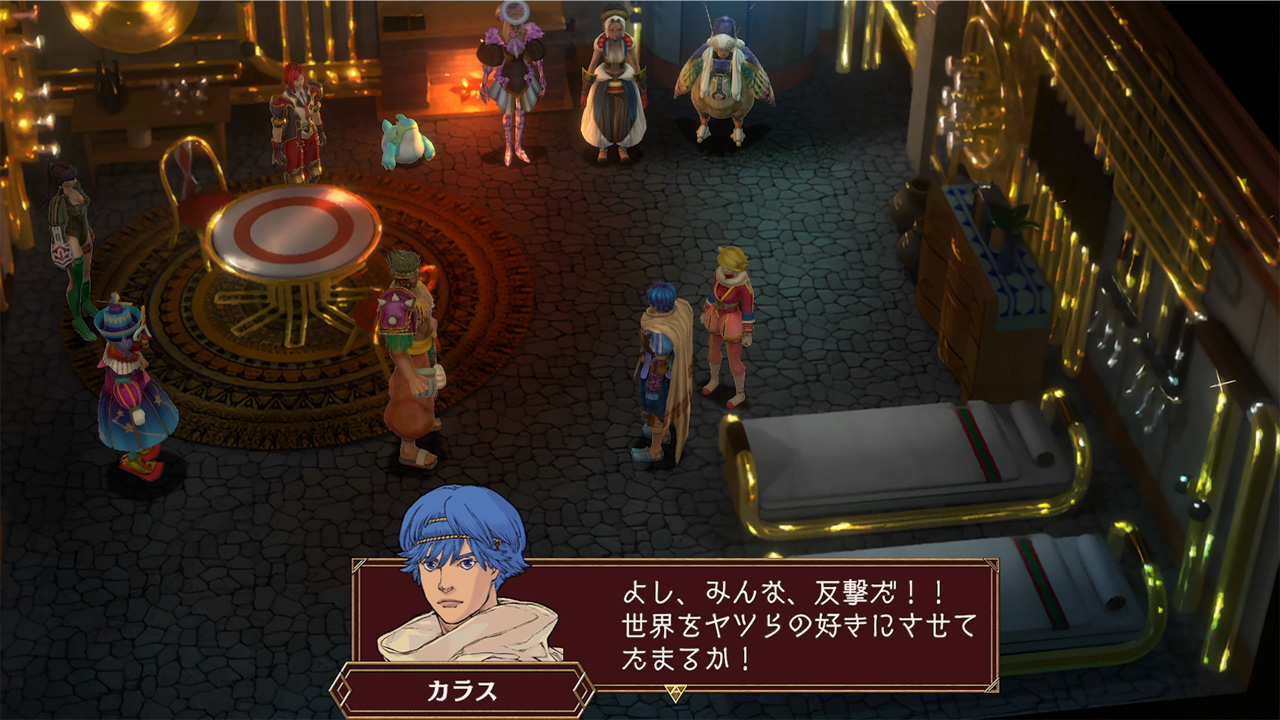 よし、みんな、反撃だ！！
世界をヤツらの好きにさせて
たまるか！
カラス